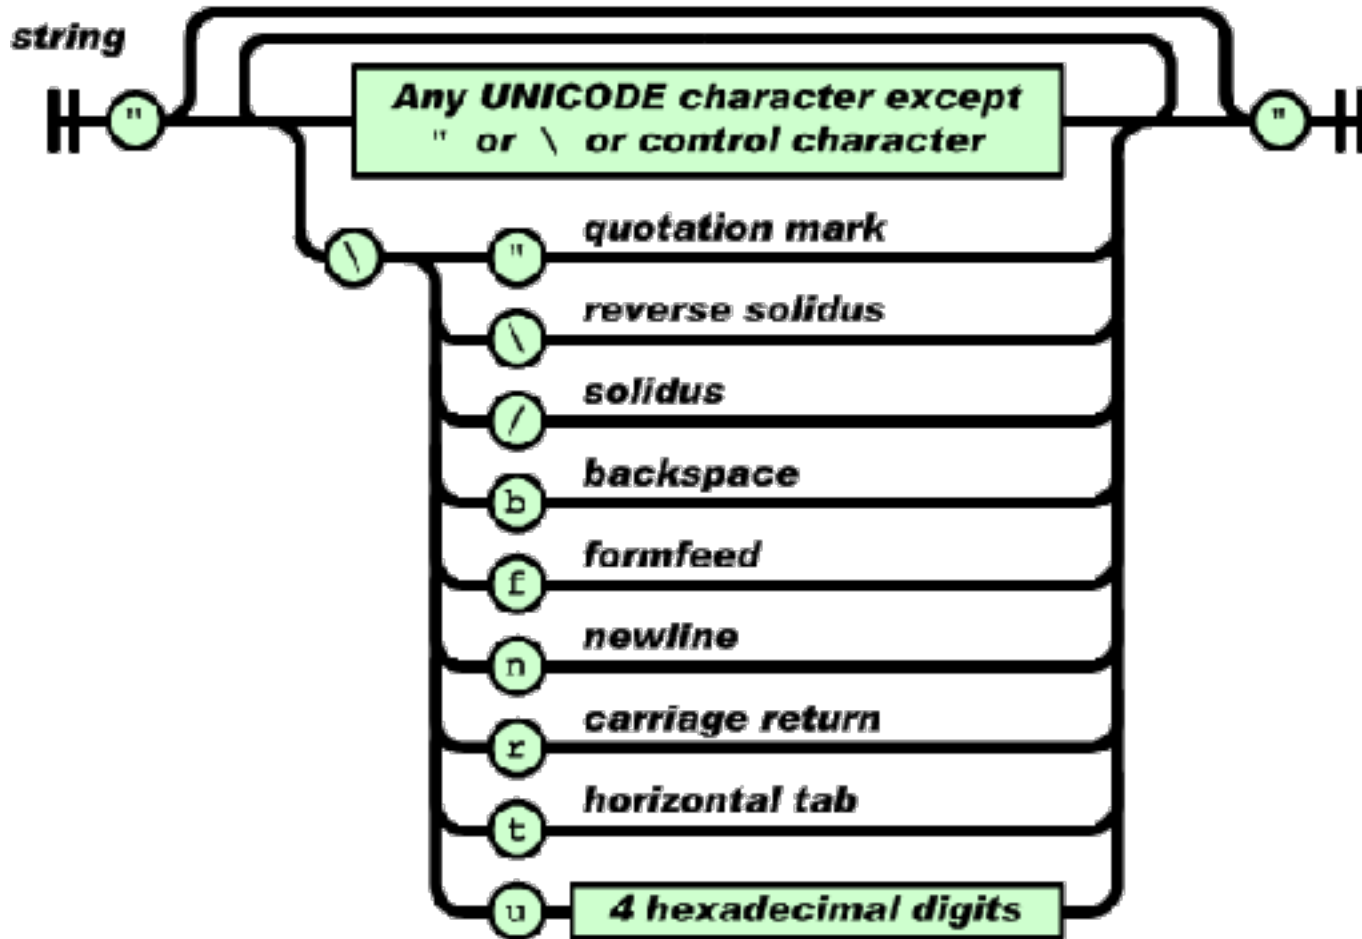 string
" Any UNICODE character except "
" or \ or control character
\ " quotation mark
\ reverse solidus
/ solidus
b backspace
f formfeed
n newline
r carriage return
t horizontal tab
u 4 hexadecimal digits